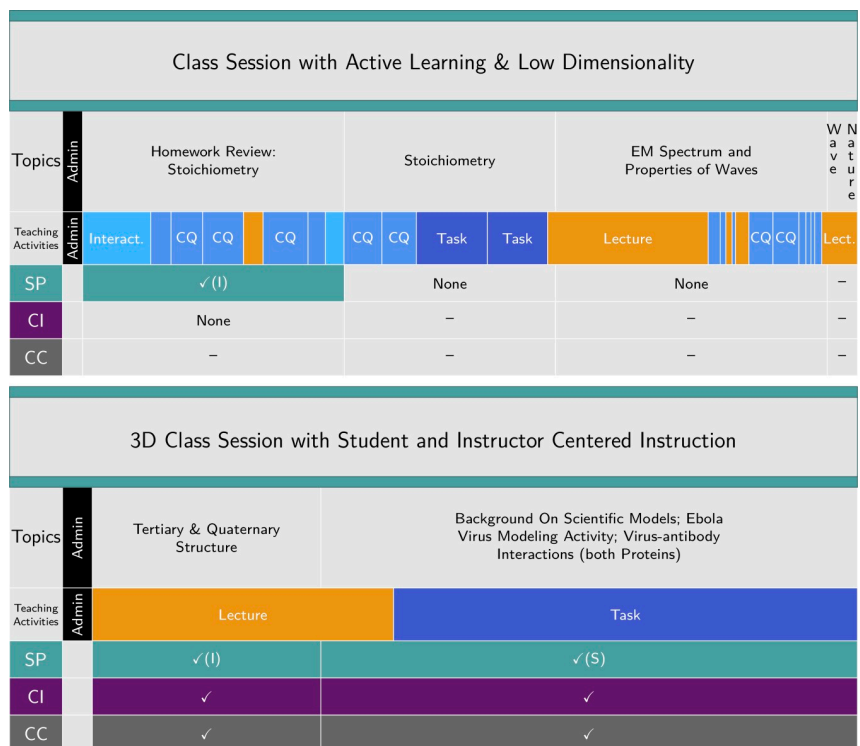 Class Session with Active Learning & Low Dimensionality
Topics
Admin
Homework Review:
Stoichiometry
Stoichiometry
EM Spectrum and
Properties of Waves
Wave
Nature
Teaching
Activities
Admin
Interact.
CQ
CQ
CQ
CQ
CQ
Task
Task
Lecture
CQ
CQ
Lect.
SP
✓(I)
None
None
–
CI
None
–
–
–
CC
–
–
–
–
3D Class Session with Student and Instructor Centered Instruction
Topics
Admin
Tertiary & Quaternary
Structure
Background On Scientific Models; Ebola
Virus Modeling Activity; Virus-antibody
Interactions (both Proteins)
Teaching
Activities
Admin
Lecture
Task
SP
✓(I)
✓(S)
CI
✓
✓
CC
✓
✓